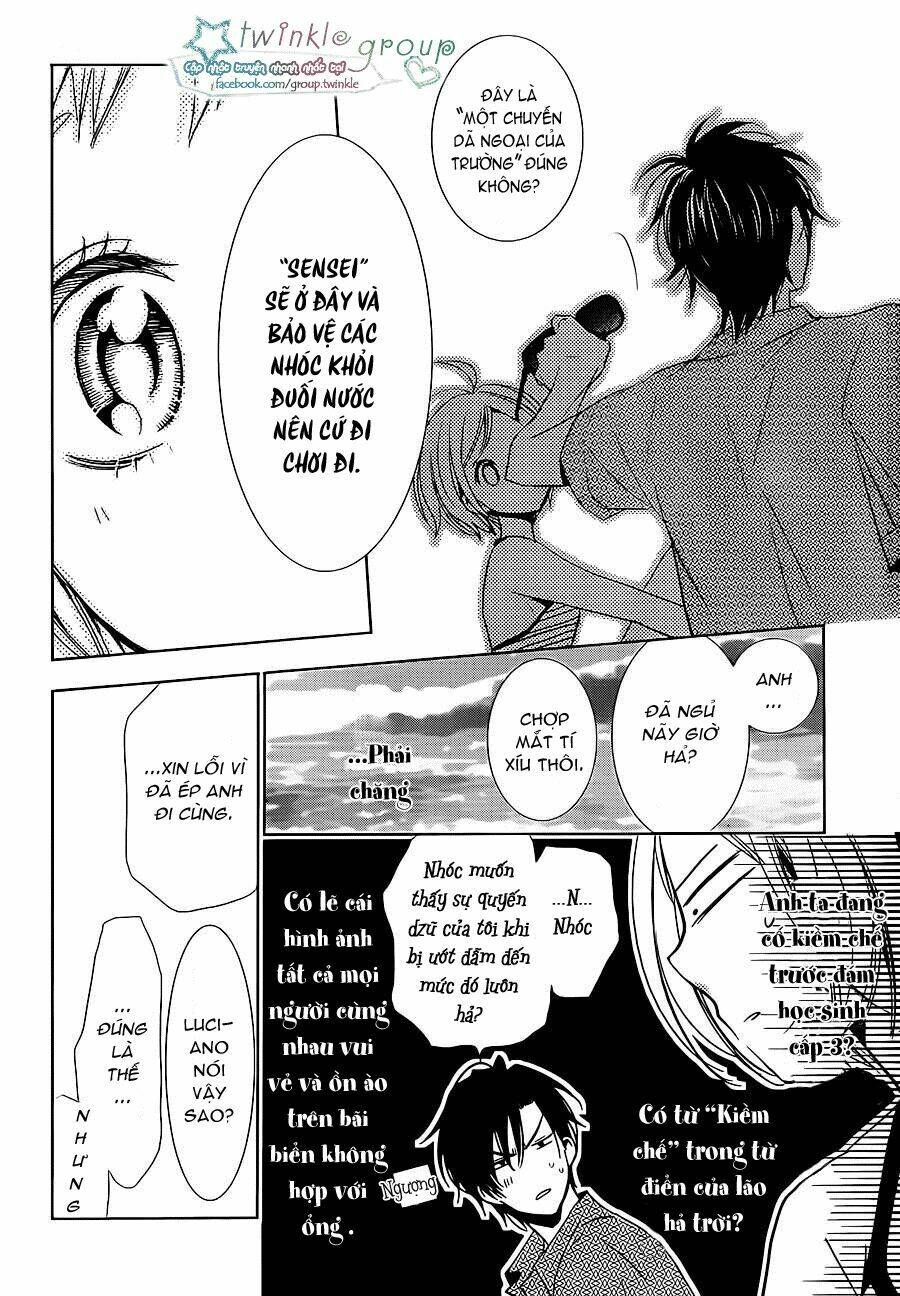 twinkle group
Cập nhật truyện nhanh nhất tại
facebook.com/group.twinkle
ĐÂY LÀ
"MỘT CHUYẾN
DÃ NGOẠI CỦA
TRƯỜNG" ĐÚNG
KHÔNG?
"SENSEI"
SẼ Ở ĐÂY VÀ
BẢO VỆ CÁC
NHÓC KHỎI
ĐUỐI NƯỚC
NÊN CỨ ĐI
CHƠI ĐI.
ANH
...
ĐÃ NGỦ
NÃY GIỜ
HẢ?
CHỢP
MẮT TÍ
XÍU THÔI.
...Phải
chăng
Anh ta đang
có kiềm chế
trước đám
học sinh
cấp 3?
...N...
Nhóc
Nhóc muốn
thấy sự quyến
dzũ của tôi khi
bị ướt đẫm đến
mức đó luôn
hả?
Có từ "Kiềm
chế" trong từ
điển của lão
hả trời?
Ngượng
Có lẽ cái
hình ảnh
tất cả mọi
người cùng
nhau vui
vẻ và ồn ào
trên bãi
biển không
hợp với
ổng .
...XIN LỖI VÌ
ĐÃ ÉP ANH
ĐI CÙNG.
LUCI-
ANO
NÓI
VẬY
SAO?
...
ĐÚNG
LÀ
THẾ
...
NHƯNG